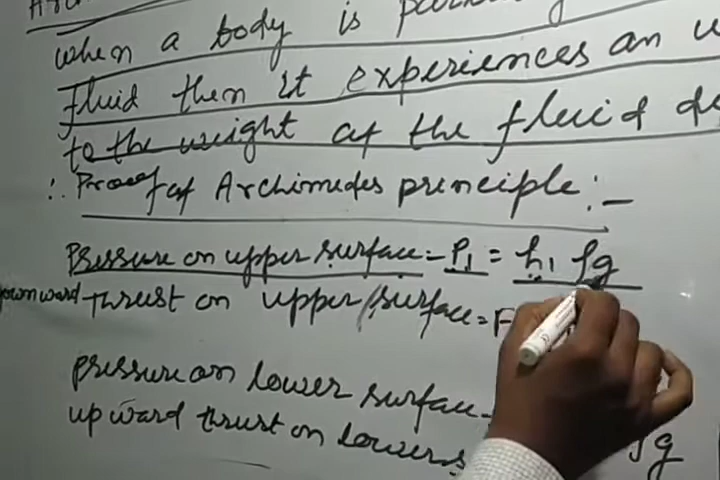 when a body is
fluid then it experiences an u
to the weight of the fluid d
∴ Proof of Archimedes principle :-
Pressure on upper surface = P1 = h1 ρg
downward thrust on upper surface = F
pressure on lower surface =
upward thrust on lower s
ρg